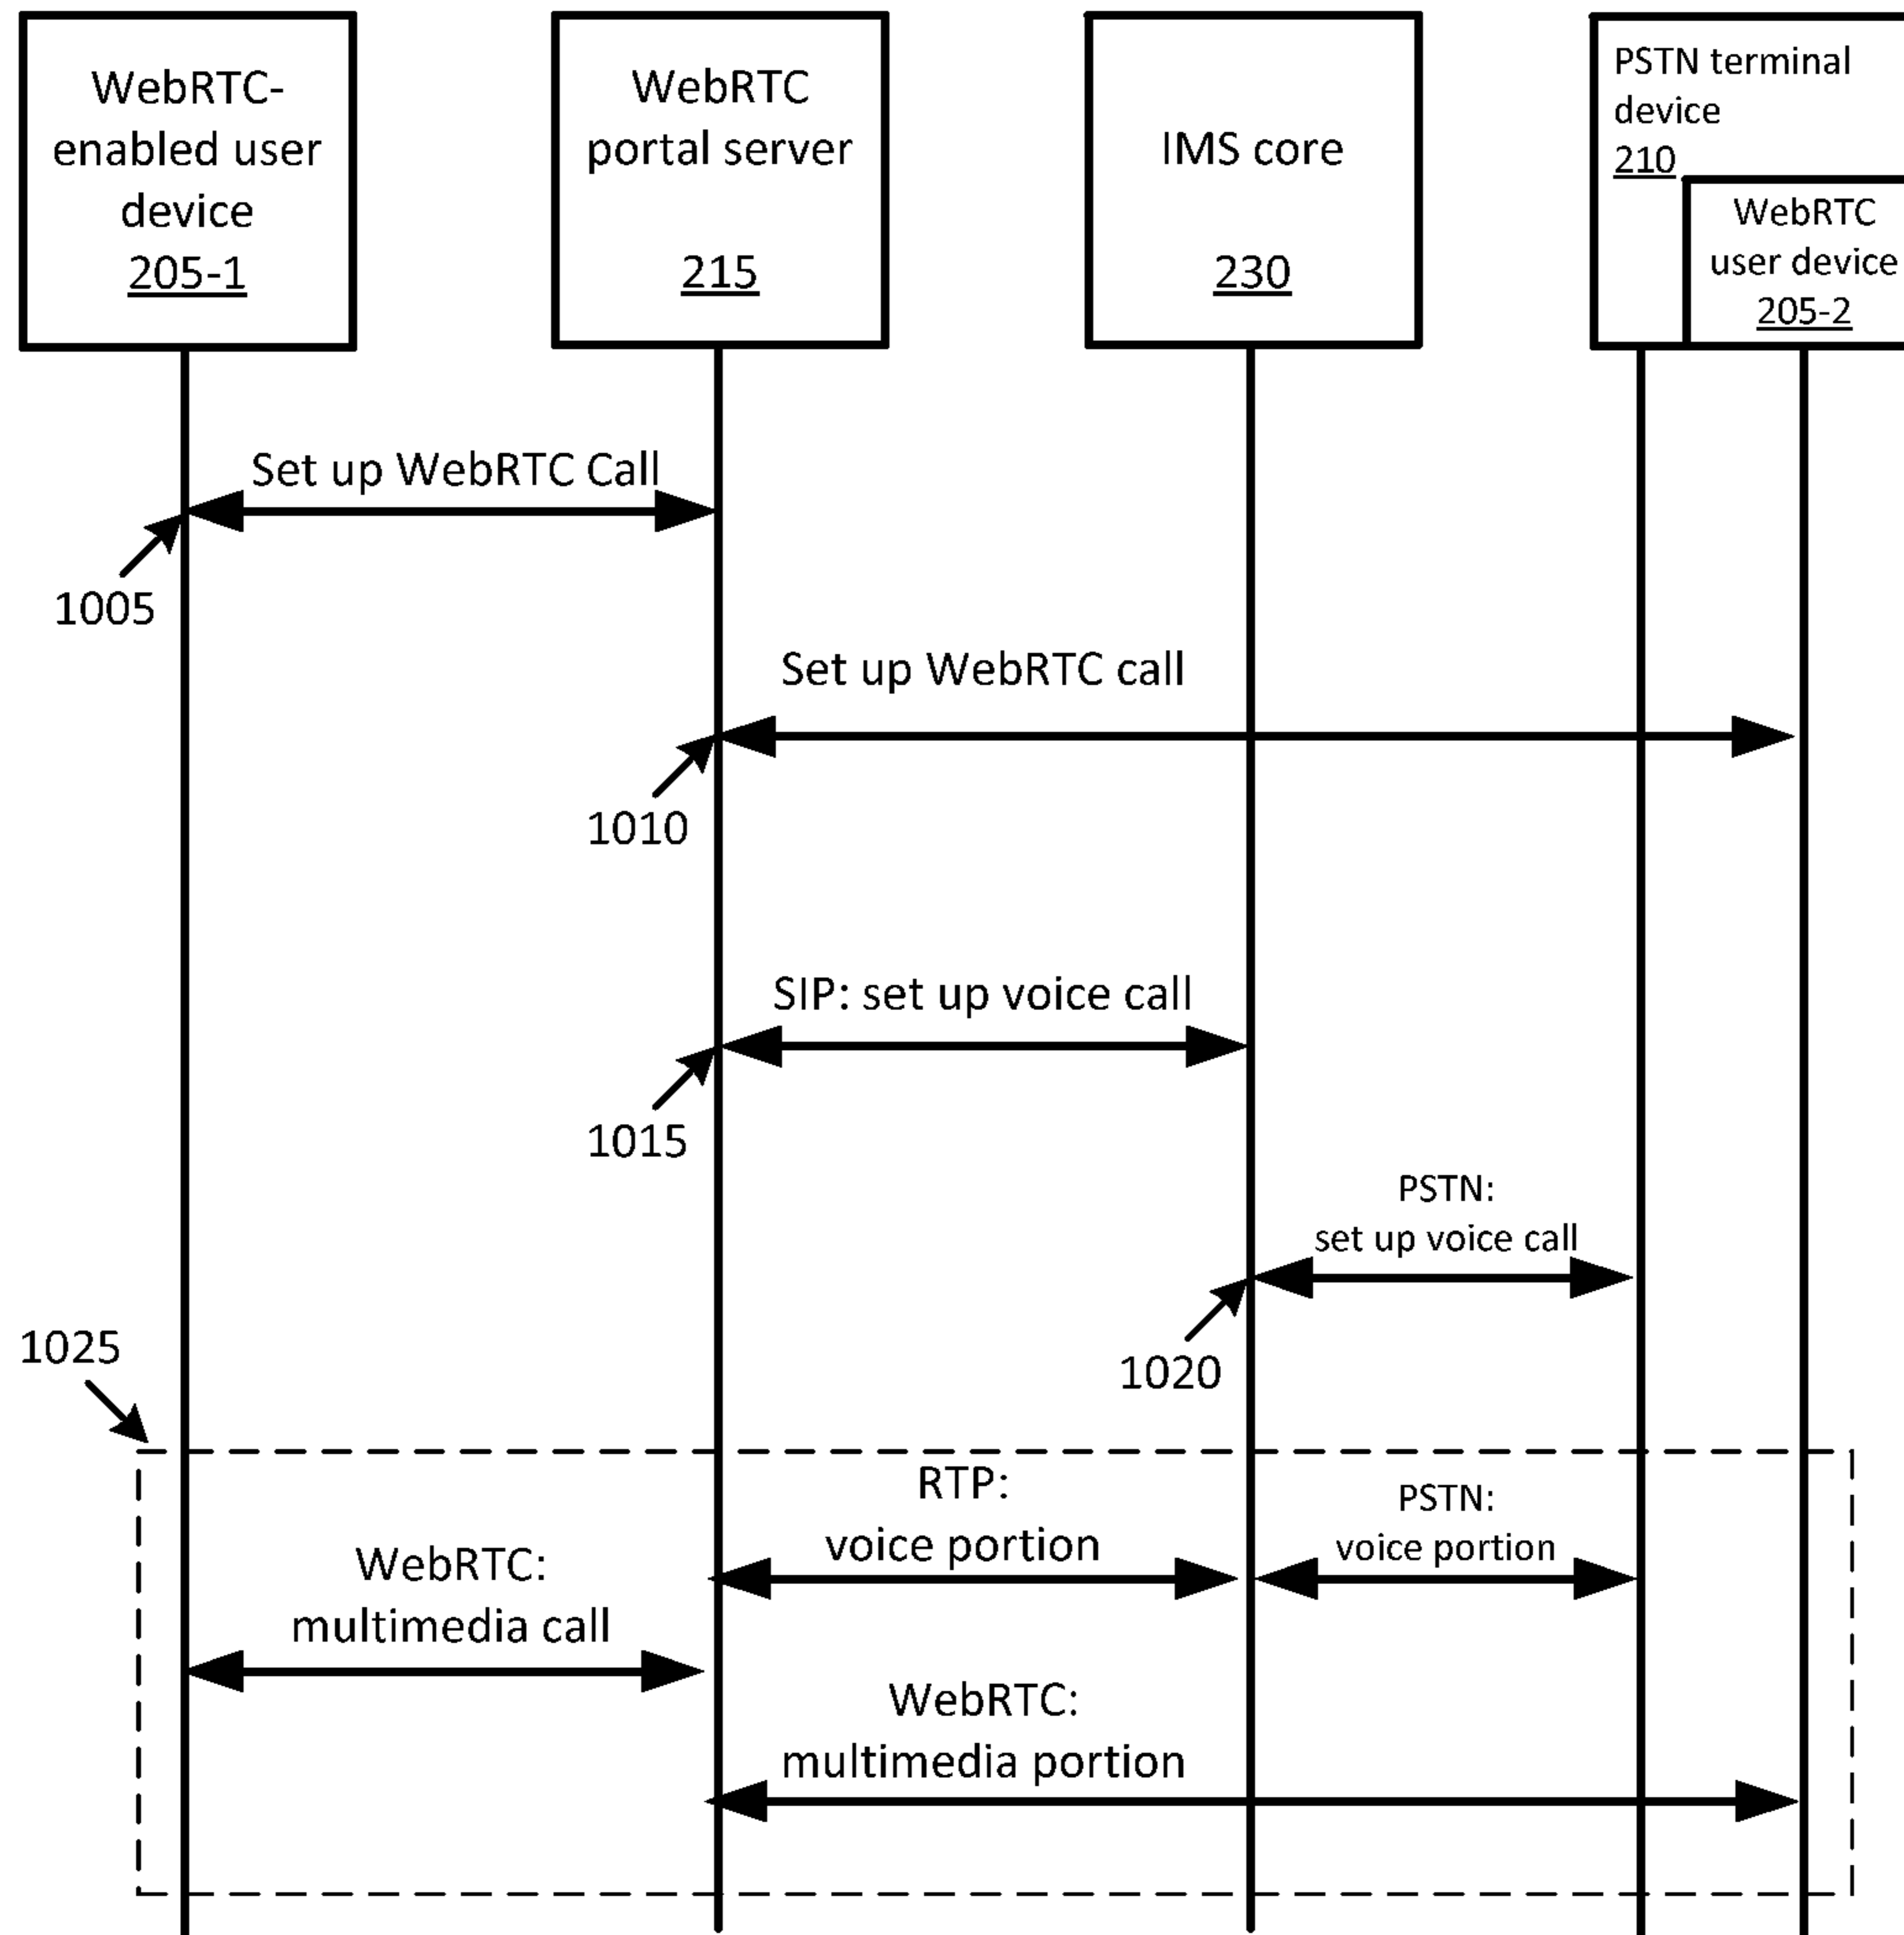 WebRTC-
enabled user
device
205-1
WebRTC
portal server
215
IMS core
230
PSTN terminal
device
210
WebRTC
user device
205-2
Set up WebRTC Call
1005
Set up WebRTC call
1010
SIP: set up voice call
1015
PSTN:
set up voice call
1020
1025
RTP:
voice portion
PSTN:
voice portion
WebRTC:
multimedia call
WebRTC:
multimedia portion